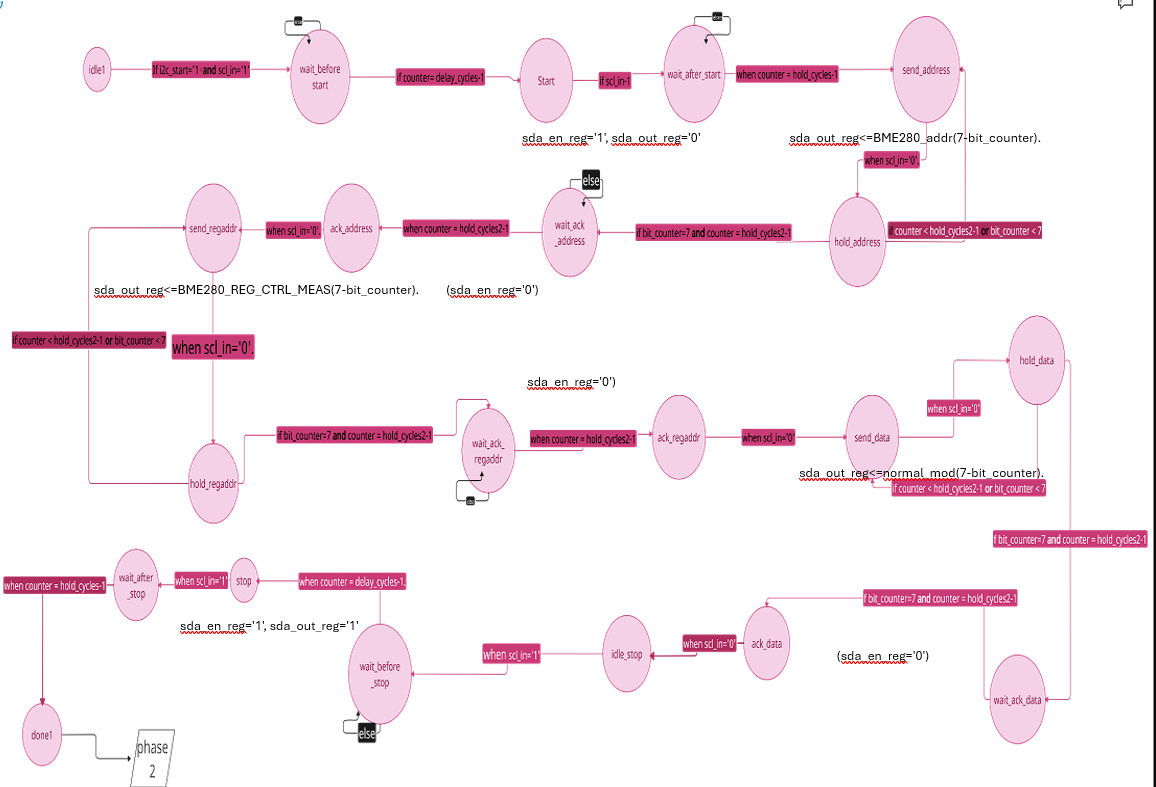 idle1
If i2c_start='1 and scl_in='1'
wait_before
start
if counter= delay_cycles-1
Start
if scl_in-1
wait_after_start
when counter = hold_cycles-1
send_address
sda_en_reg='1', sda_out_reg='0'
sda_out_reg<=BME280_addr(7-bit_counter).
when scl_in='0'.
send_regaddr
when scl_in='0'.
ack_address
when counter = hold_cycles2-1
else
wait_ack
_address
if bit_counter=7 and counter = hold_cycles2-1
hold_address
if counter < hold_cycles2-1 or bit_counter < 7
sda_out_reg<=BME280_REG_CTRL_MEAS(7-bit_counter).
(sda_en_reg='0')
if counter < hold_cycles2-1 or bit_counter < 7
when scl_in='0'.
hold_data
sda_en_reg='0')
when scl_in='0'
hold_regaddr
if bit_counter=7 and counter = hold_cycles2-1
wait_ack_
regaddr
when counter = hold_cycles2-1
ack_regaddr
when scl_in='0'
send_data
sda_out_reg<=normal_mod(7-bit_counter).
if counter < hold_cycles2-1 or bit_counter < 7
f bit_counter=7 and counter = hold_cycles2-1
when counter = hold_cycles-1
wait_after
_stop
when scl_in='1'
stop
when counter = delay_cycles-1.
f bit_counter=7 and counter = hold_cycles2-1
sda_en_reg='1', sda_out_reg='1'
wait_before
_stop
when scl_in='1'
idle_stop
when scl_in='0'
ack_data
(sda_en_reg='0')
wait_ack_data
else
done1
phase
2